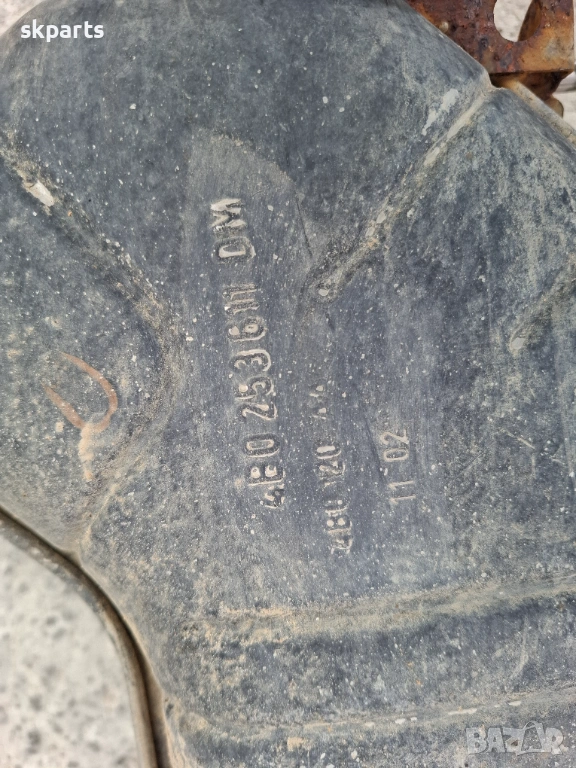 skparts
4B0 253 611 DM
4B0 120 AA
11 02
BAZAR